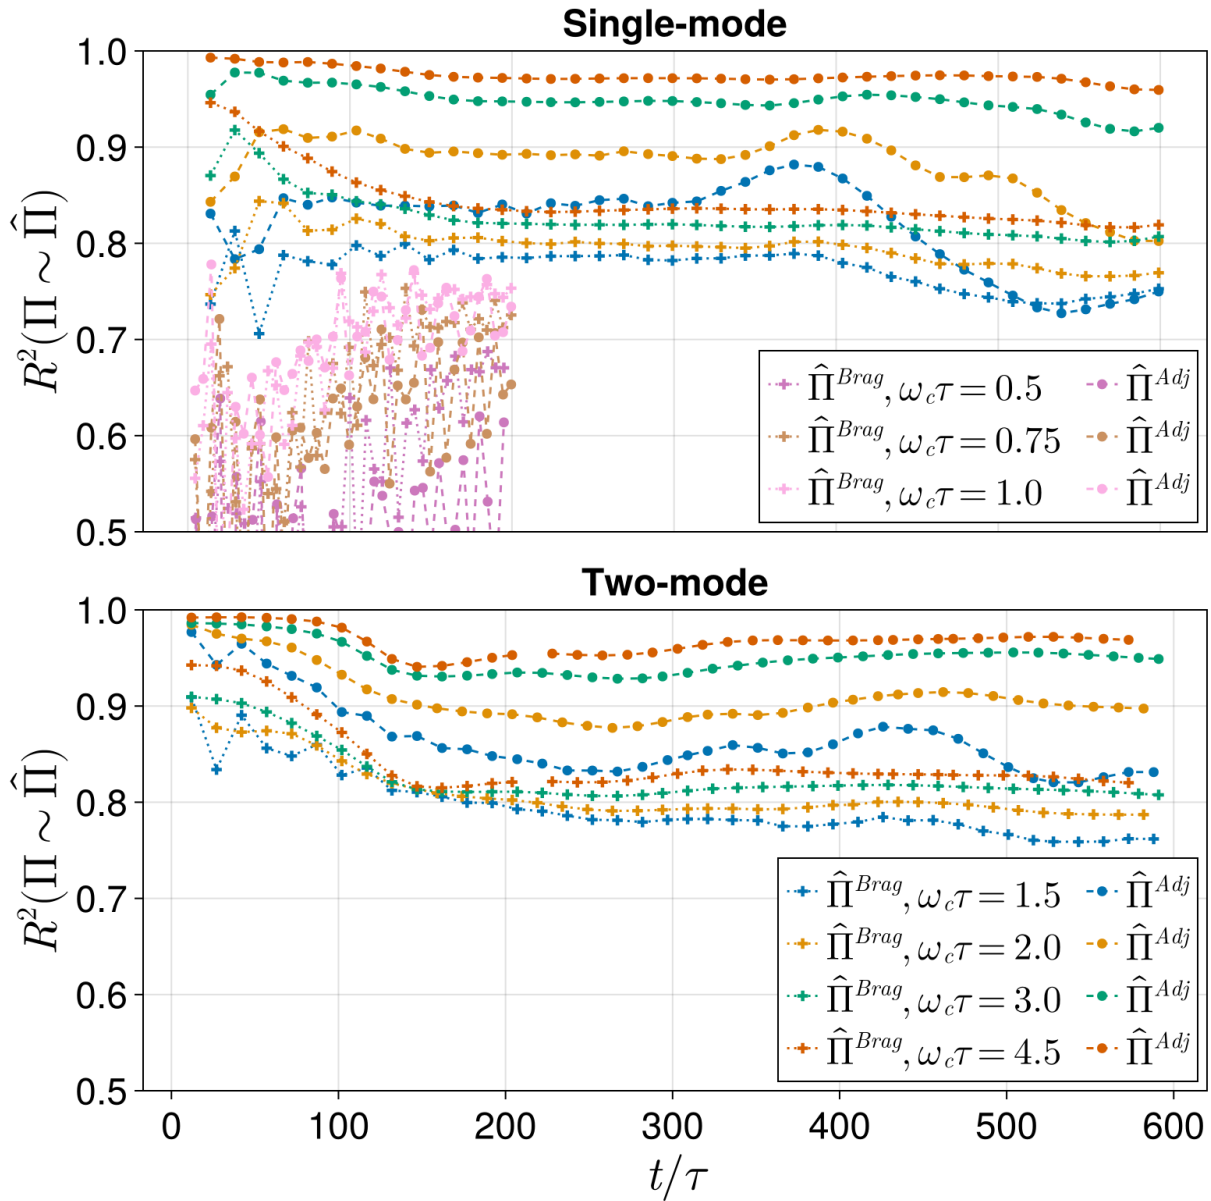 Single-mode
1.0
0.9
0.8
0.7
0.6
0.5
R²(Π ∼ Π̂)
Π̂^Brag, ω_cτ = 0.5 Π̂^Adj
Π̂^Brag, ω_cτ = 0.75 Π̂^Adj
Π̂^Brag, ω_cτ = 1.0 Π̂^Adj
Two-mode
1.0
0.9
0.8
0.7
0.6
0.5
R²(Π ∼ Π̂)
Π̂^Brag, ω_cτ = 1.5 Π̂^Adj
Π̂^Brag, ω_cτ = 2.0 Π̂^Adj
Π̂^Brag, ω_cτ = 3.0 Π̂^Adj
Π̂^Brag, ω_cτ = 4.5 Π̂^Adj
0 100 200 300 400 500 600
t/τ